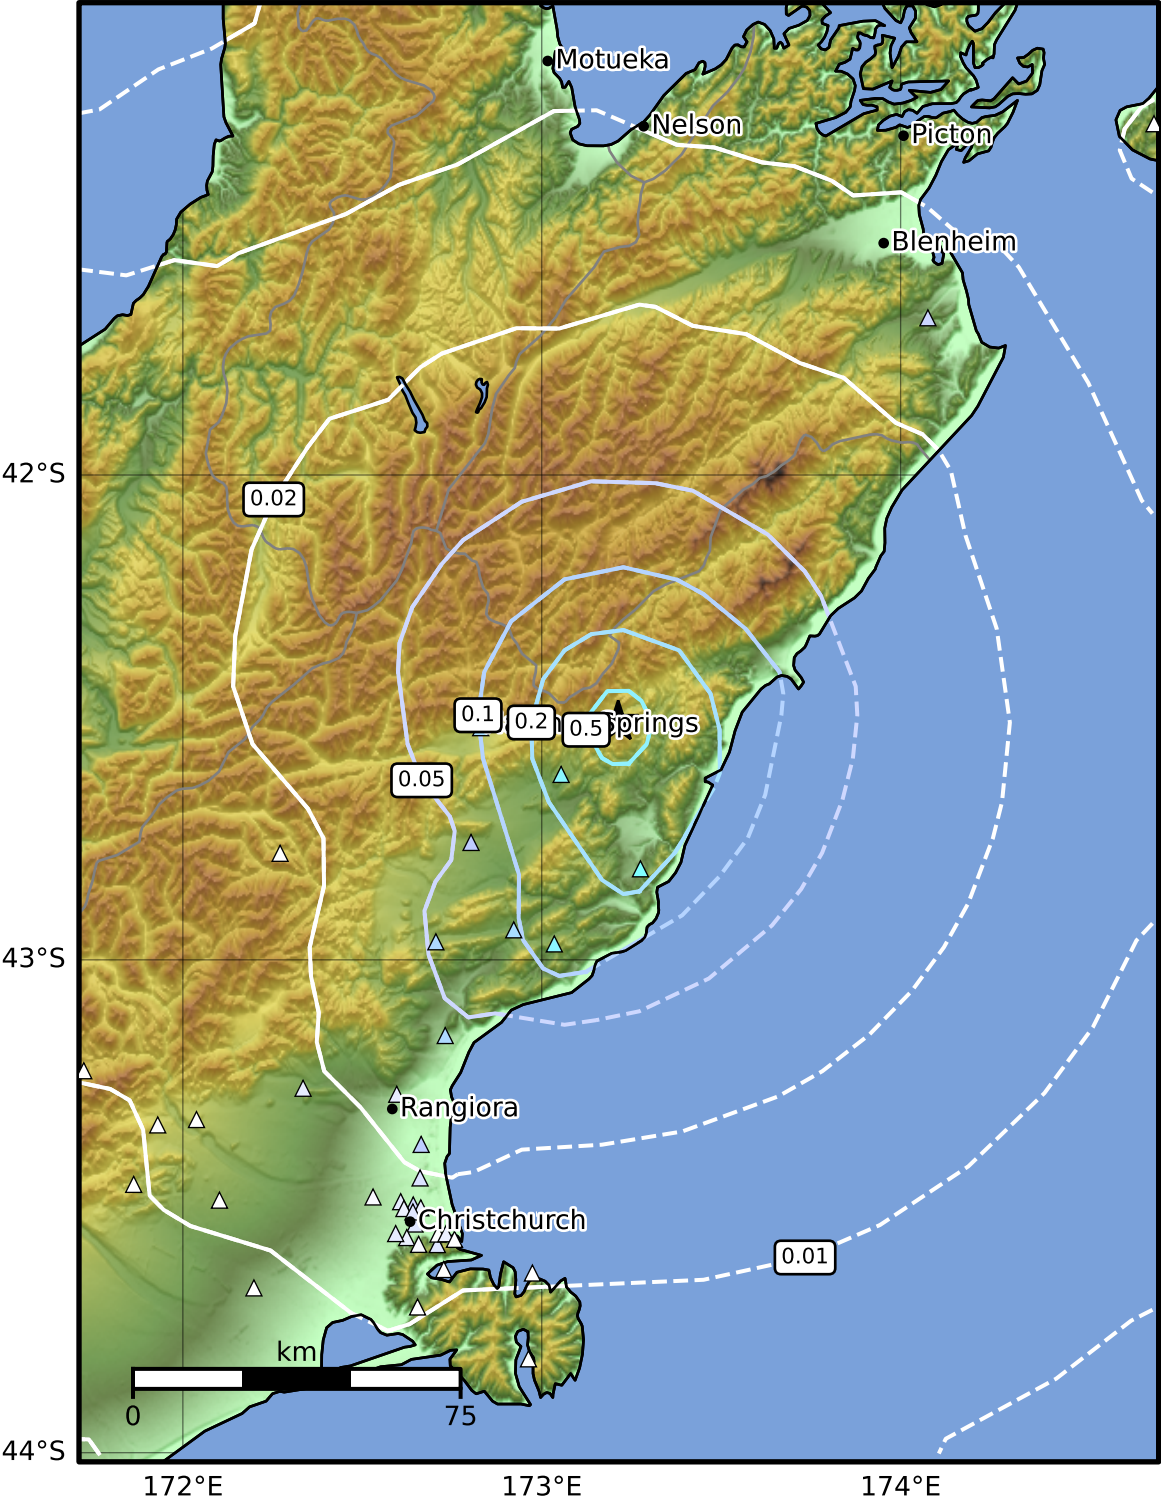 Motueka
Nelson
Picton
Blenheim
42°S
0.02
0.1
0.2
0.5
Springs
0.05
43°S
Rangiora
Christchurch
0.01
km
0
75
44°S
172°E
173°E
174°E